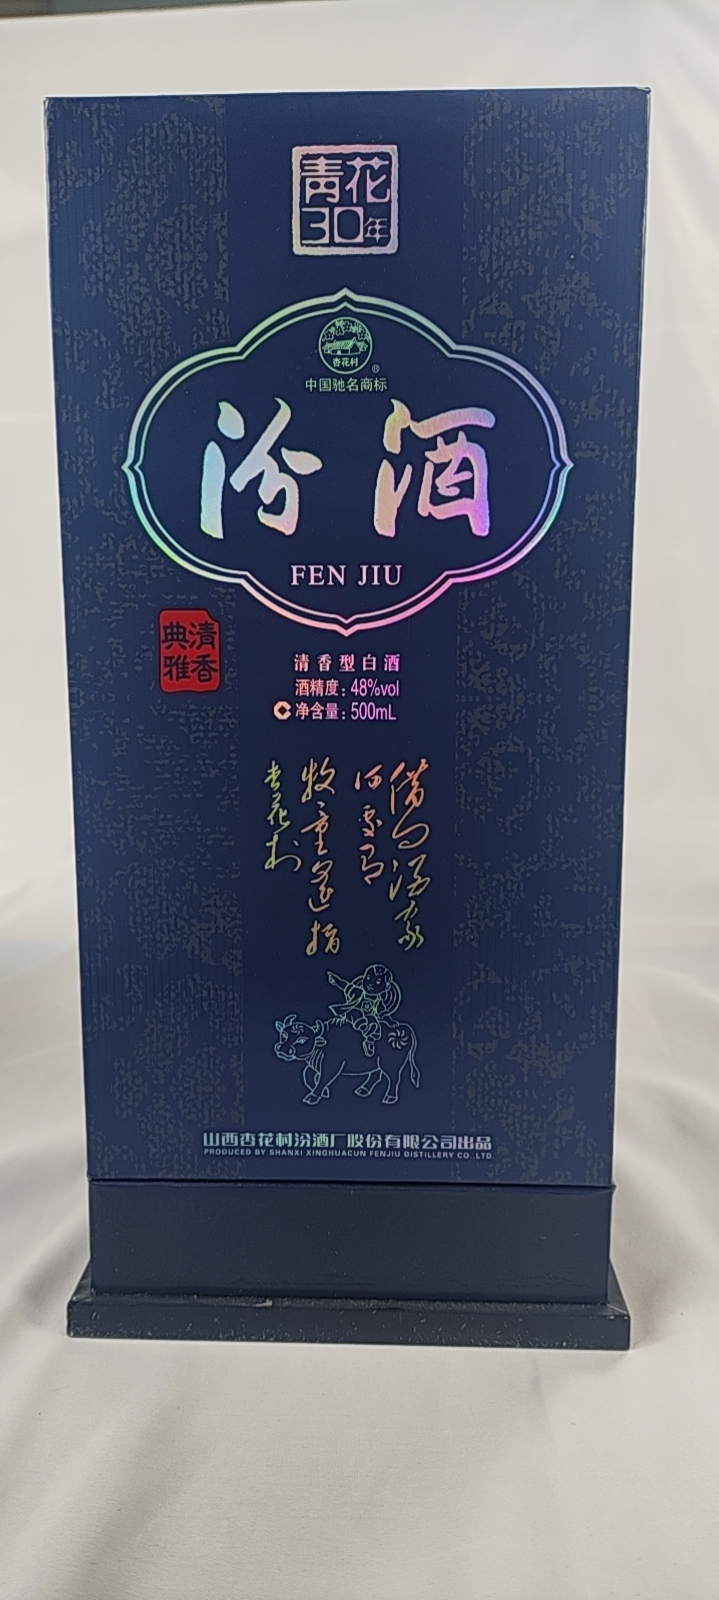 青花
30年
杏花村
®
中国驰名商标
汾酒
FEN JIU
清香
典雅
清香型白酒
酒精度：48%vol
C 净含量：500mL
借问酒家
何处有
牧童遥指
杏花村
山西杏花村汾酒厂股份有限公司出品
PRODUCED BY SHANXI XINGHUACUN FENJIU DISTILLERY CO.,LTD.